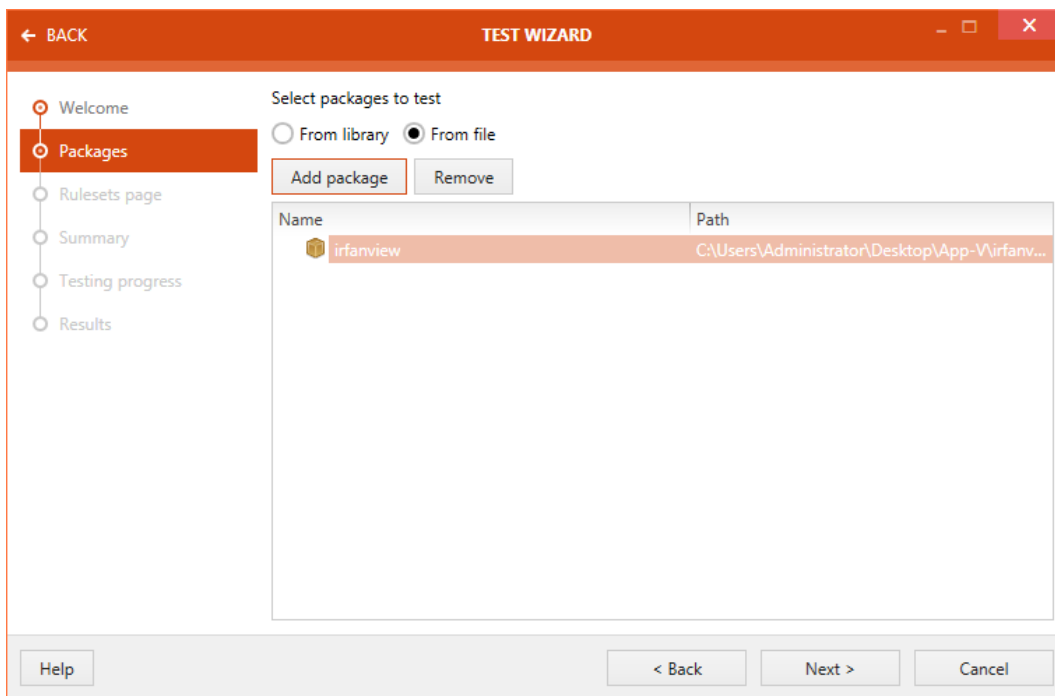 BACK
TEST WIZARD
Welcome
Packages
Rulesets page
Summary
Testing progress
Results
Select packages to test
From library From file
Add package Remove
Name Path
irfanview C:\Users\Administrator\Desktop\App-V\irfanv...
Help < Back Next > Cancel